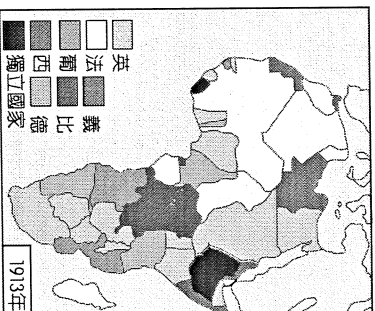 英
法 義
葡 比
西 德
獨立國家
1913年